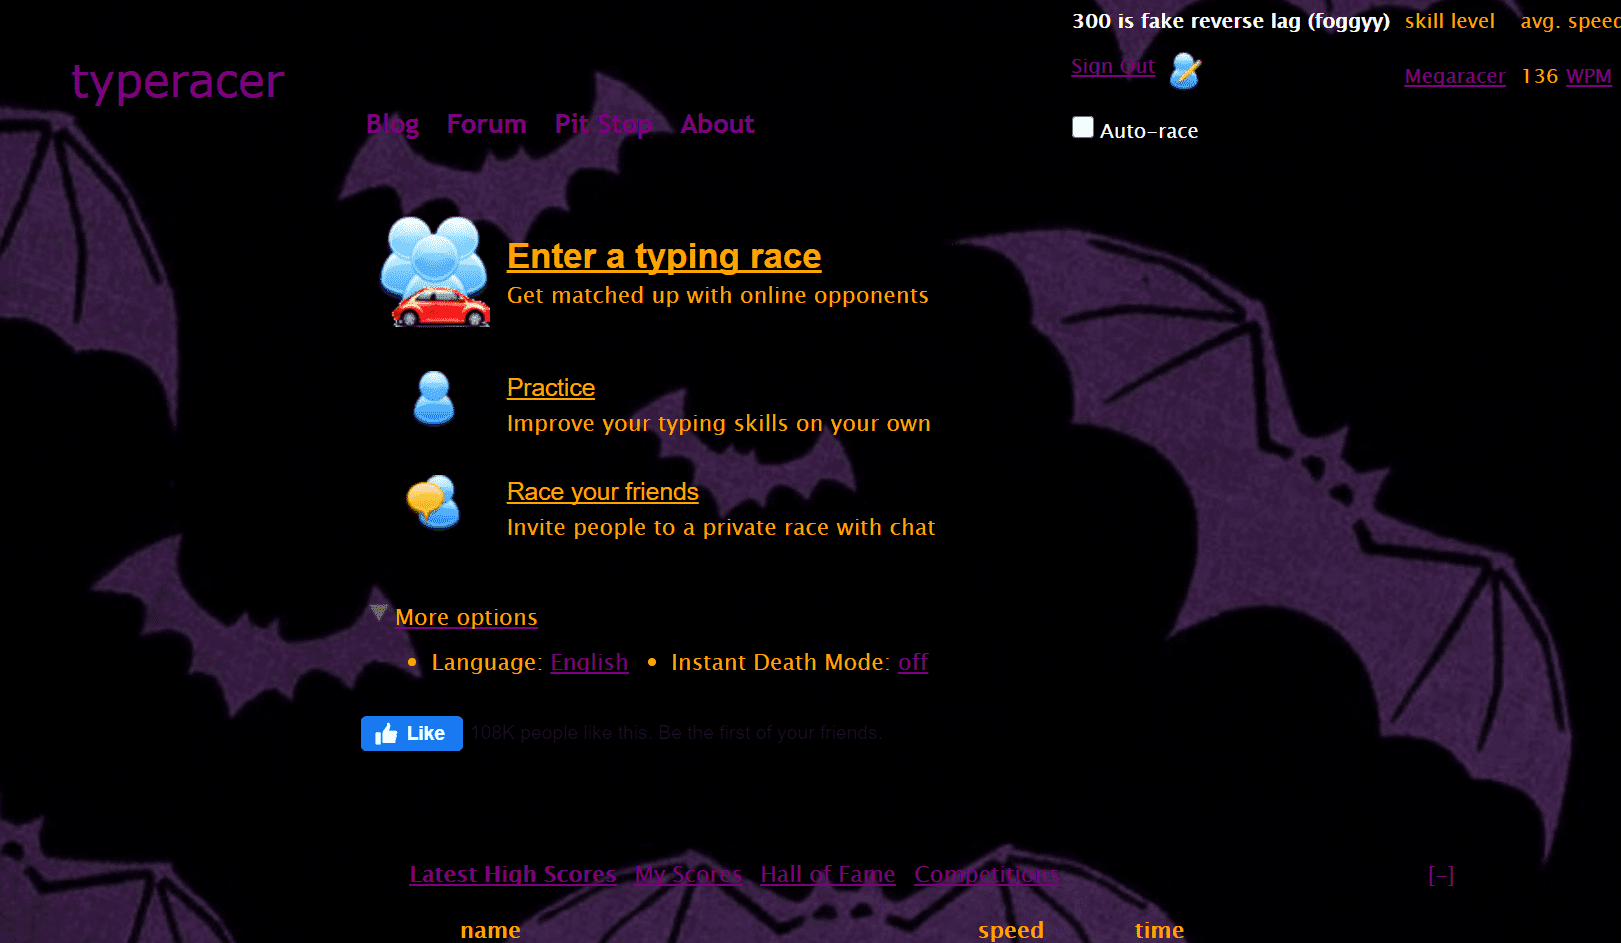 300 is fake reverse lag (foggyy) skill level avg. speed
Sign Out Megaracer 136 WPM
typeracer
Blog Forum Pit Stop About
Auto-race
Enter a typing race
Get matched up with online opponents
Practice
Improve your typing skills on your own
Race your friends
Invite people to a private race with chat
More options
• Language: English • Instant Death Mode: off
Like 108K people like this. Be the first of your friends.
Latest High Scores My Scores Hall of Fame Competitions [-]
name speed time